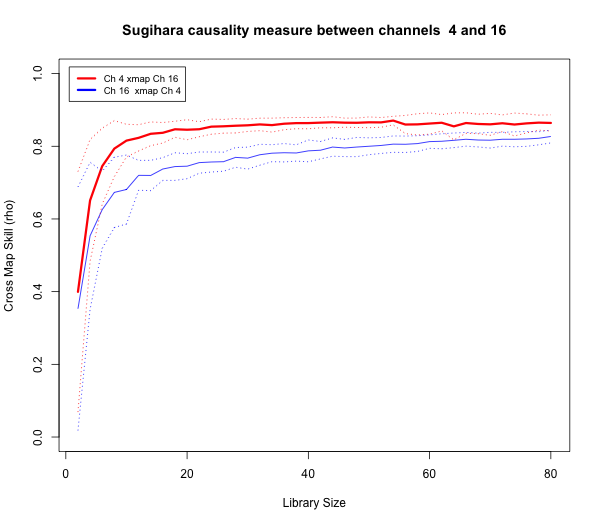 Sugihara causality measure between channels  4 and 16
Ch 4 xmap Ch 16
Ch 16  xmap Ch 4
Cross Map Skill (rho)
1.0
0.8
0.6
0.4
0.2
0.0
0 20 40 60 80
Library Size